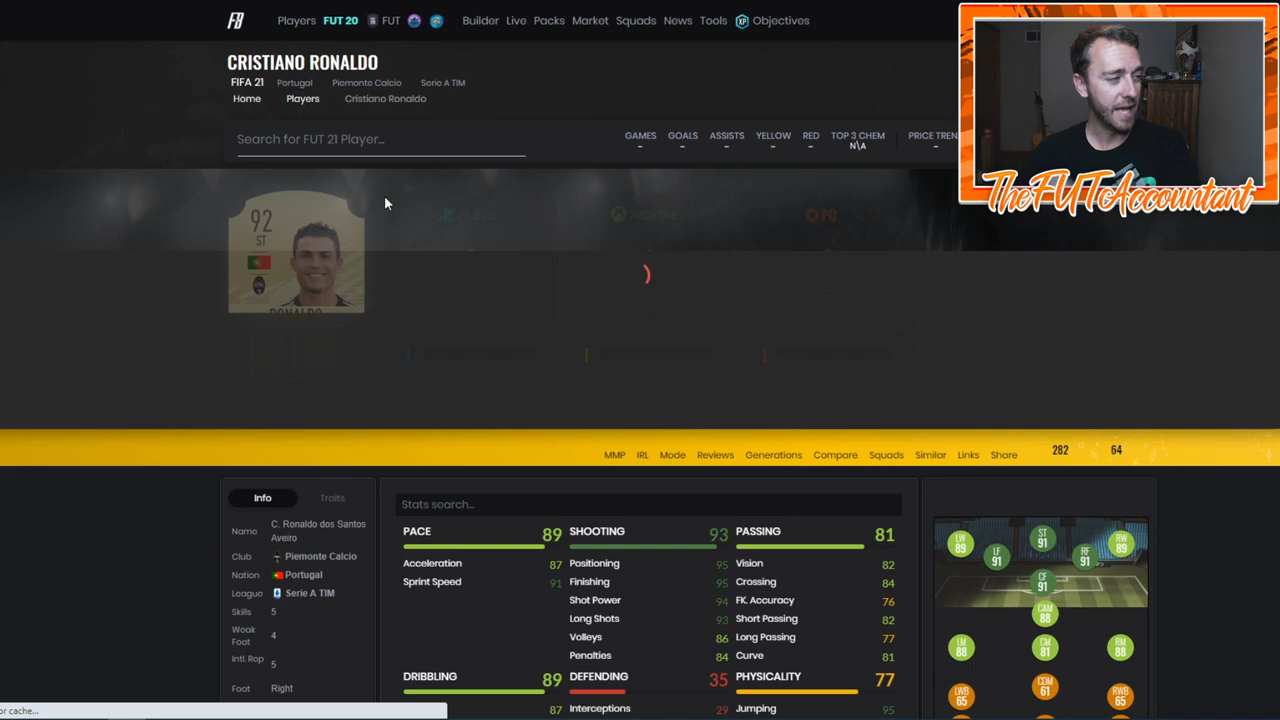 FB Players FUT 20 FUT Builder Live Packs Market Squads News Tools XP Objectives
CRISTIANO RONALDO
FIFA 21 Portugal Piemonte Calcio Serie A TIM
Home Players Cristiano Ronaldo
Search for FUT 21 Player...
GAMES GOALS ASSISTS YELLOW RED TOP 3 CHEM PRICE TREN
- - - - - N\A -
TheFUTAccountant
92
ST
RONALDO
XBOX ONE
PC
MMP IRL Mode Reviews Generations Compare Squads Similar Links Share 282 64
Info Traits
Name C. Ronaldo dos Santos Aveiro
Club Piemonte Calcio
Nation Portugal
League Serie A TIM
Skills 5
Weak Foot 4
Intl. Rep 5
Foot Right
Stats search...
PACE 89 SHOOTING 93 PASSING 81
Acceleration 87 Positioning 95 Vision 82
Sprint Speed 91 Finishing 95 Crossing 84
Shot Power 94 FK. Accuracy 76
Long Shots 93 Short Passing 82
Volleys 86 Long Passing 77
Penalties 84 Curve 81
DRIBBLING 89 DEFENDING 35 PHYSICALITY 77
87 Interceptions 29 Jumping 95
LW 89 ST 91 RW 89
LF 91 RF 91
CF 91
CAM 88
LM 88 CM 81 RM 88
LWB 65 CDM 61 RWB 65
or cache...